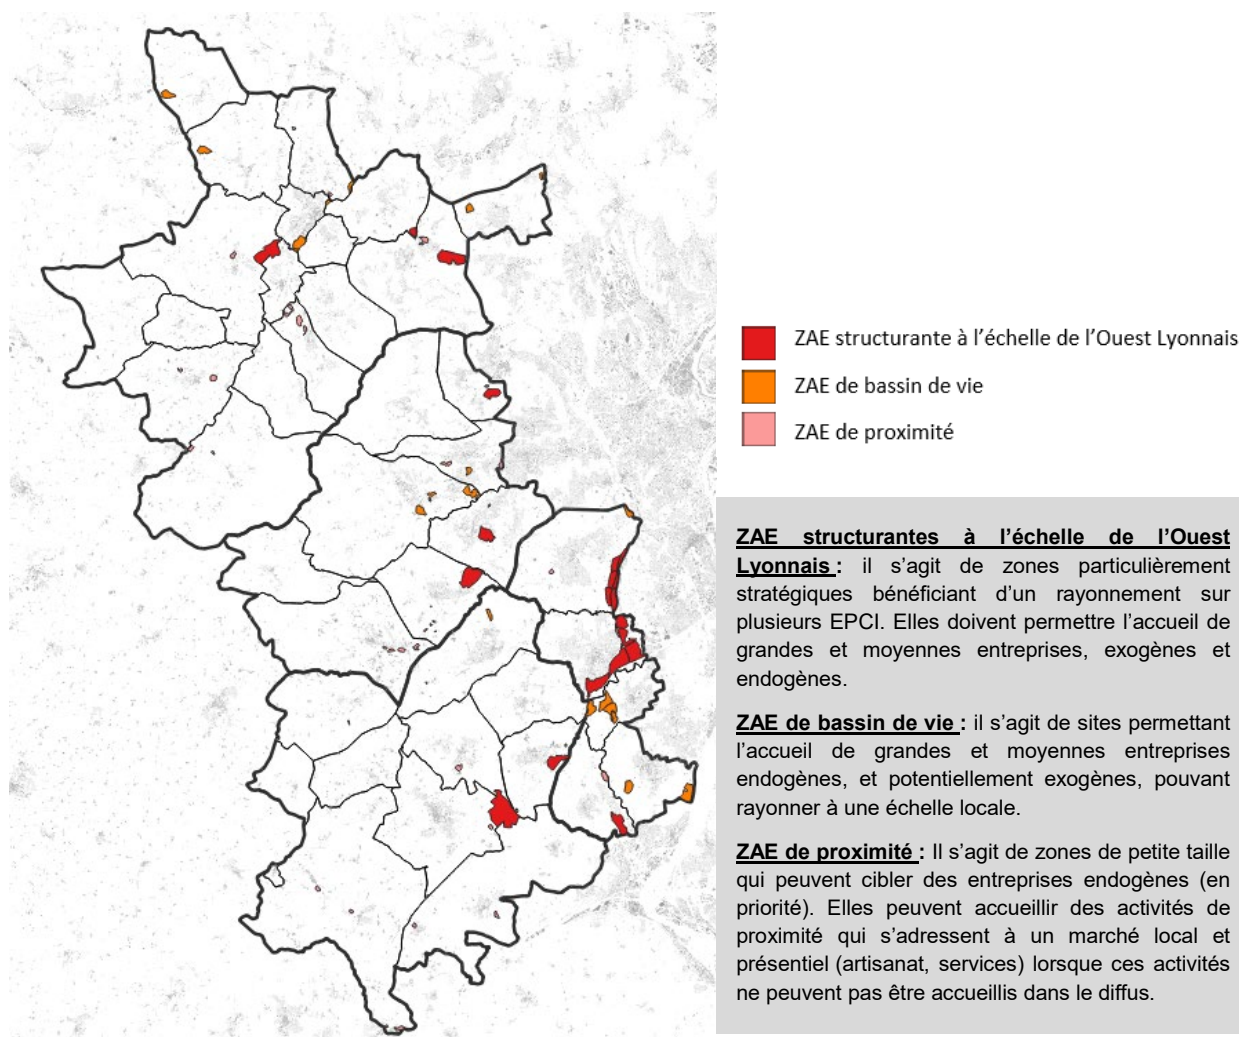 ZAE structurante à l'échelle de l'Ouest Lyonnais
ZAE de bassin de vie
ZAE de proximité
ZAE structurantes à l'échelle de l'Ouest
Lyonnais : il s'agit de zones particulièrement
stratégiques bénéficiant d'un rayonnement sur
plusieurs EPCI. Elles doivent permettre l'accueil de
grandes et moyennes entreprises, exogènes et
endogènes.
ZAE de bassin de vie : il s'agit de sites permettant
l'accueil de grandes et moyennes entreprises
endogènes, et potentiellement exogènes, pouvant
rayonner à une échelle locale.
ZAE de proximité : Il s'agit de zones de petite taille
qui peuvent cibler des entreprises endogènes (en
priorité). Elles peuvent accueillir des activités de
proximité qui s'adressent à un marché local et
présentiel (artisanat, services) lorsque ces activités
ne peuvent pas être accueillis dans le diffus.